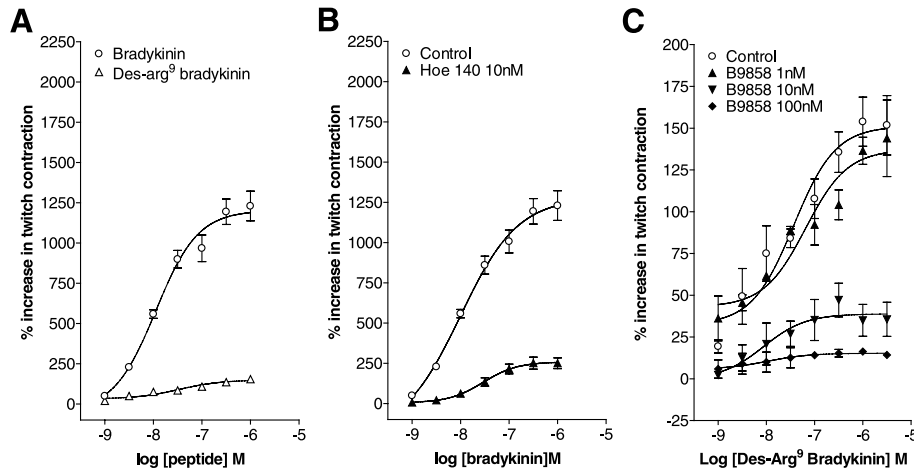 A
Bradykinin
Des-arg⁹ bradykinin
% increase in twitch contraction
2250
2000
1750
1500
1250
1000
750
500
250
0
-9
-8
-7
-6
-5
log [peptide] M
B
Control
Hoe 140 10nM
% increase in twitch contraction
2250
2000
1750
1500
1250
1000
750
500
250
0
-9
-8
-7
-6
-5
log [bradykinin]M
C
Control
B9858 1nM
B9858 10nM
B9858 100nM
% increase in twitch contraction
175
150
125
100
75
50
25
0
-25
-9
-8
-7
-6
-5
Log [Des-Arg⁹ Bradykinin] M